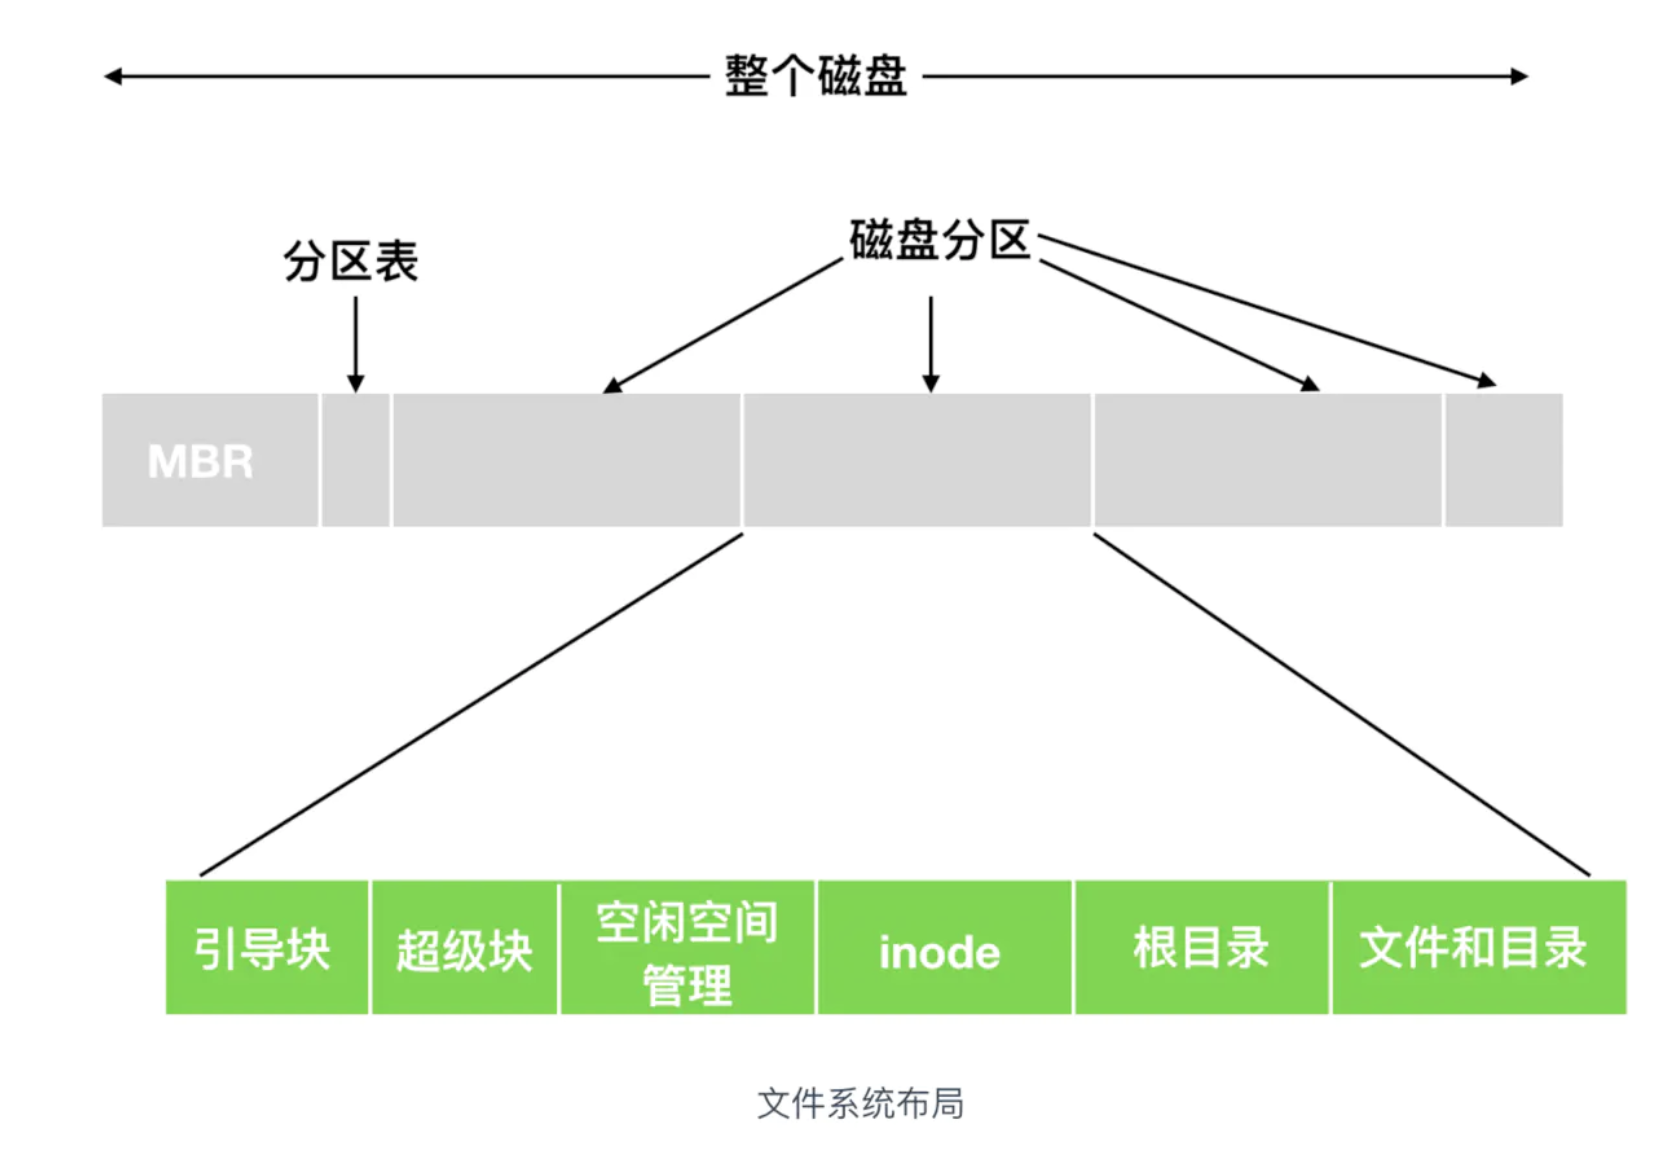 整个磁盘
分区表
磁盘分区
MBR
引导块
超级块
空闲空间
管理
inode
根目录
文件和目录
文件系统布局